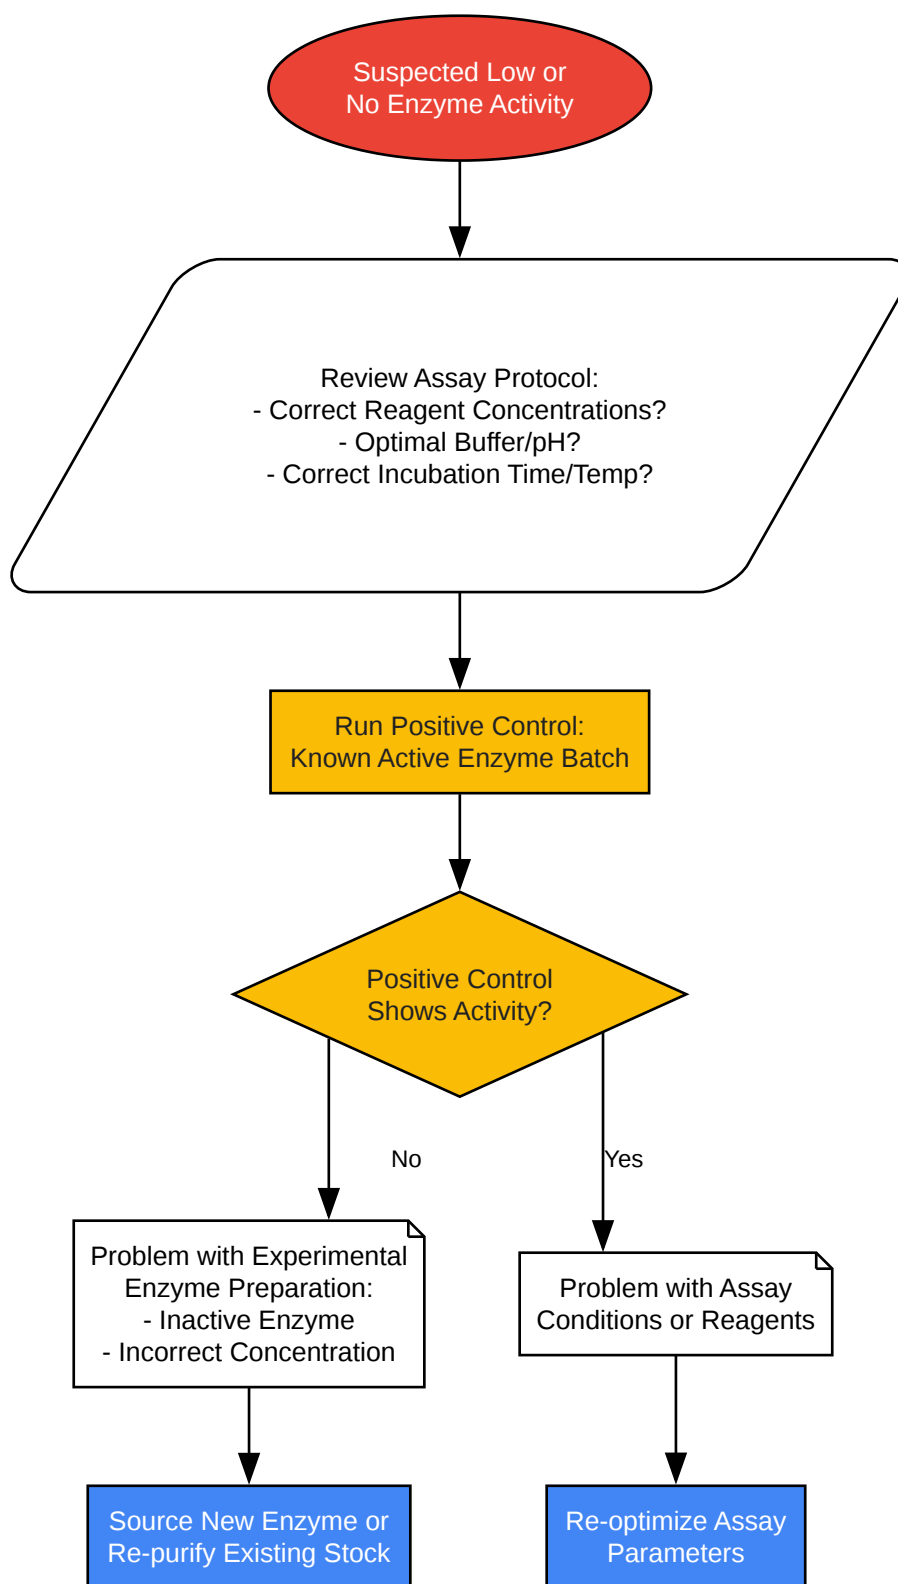 Suspected Low or
No Enzyme Activity
Review Assay Protocol:
- Correct Reagent Concentrations?
- Optimal Buffer/pH?
- Correct Incubation Time/Temp?
Run Positive Control:
Known Active Enzyme Batch
Positive Control
Shows Activity?
No
Yes
Problem with Experimental
Enzyme Preparation:
- Inactive Enzyme
- Incorrect Concentration
Problem with Assay
Conditions or Reagents
Source New Enzyme or
Re-purify Existing Stock
Re-optimize Assay
Parameters